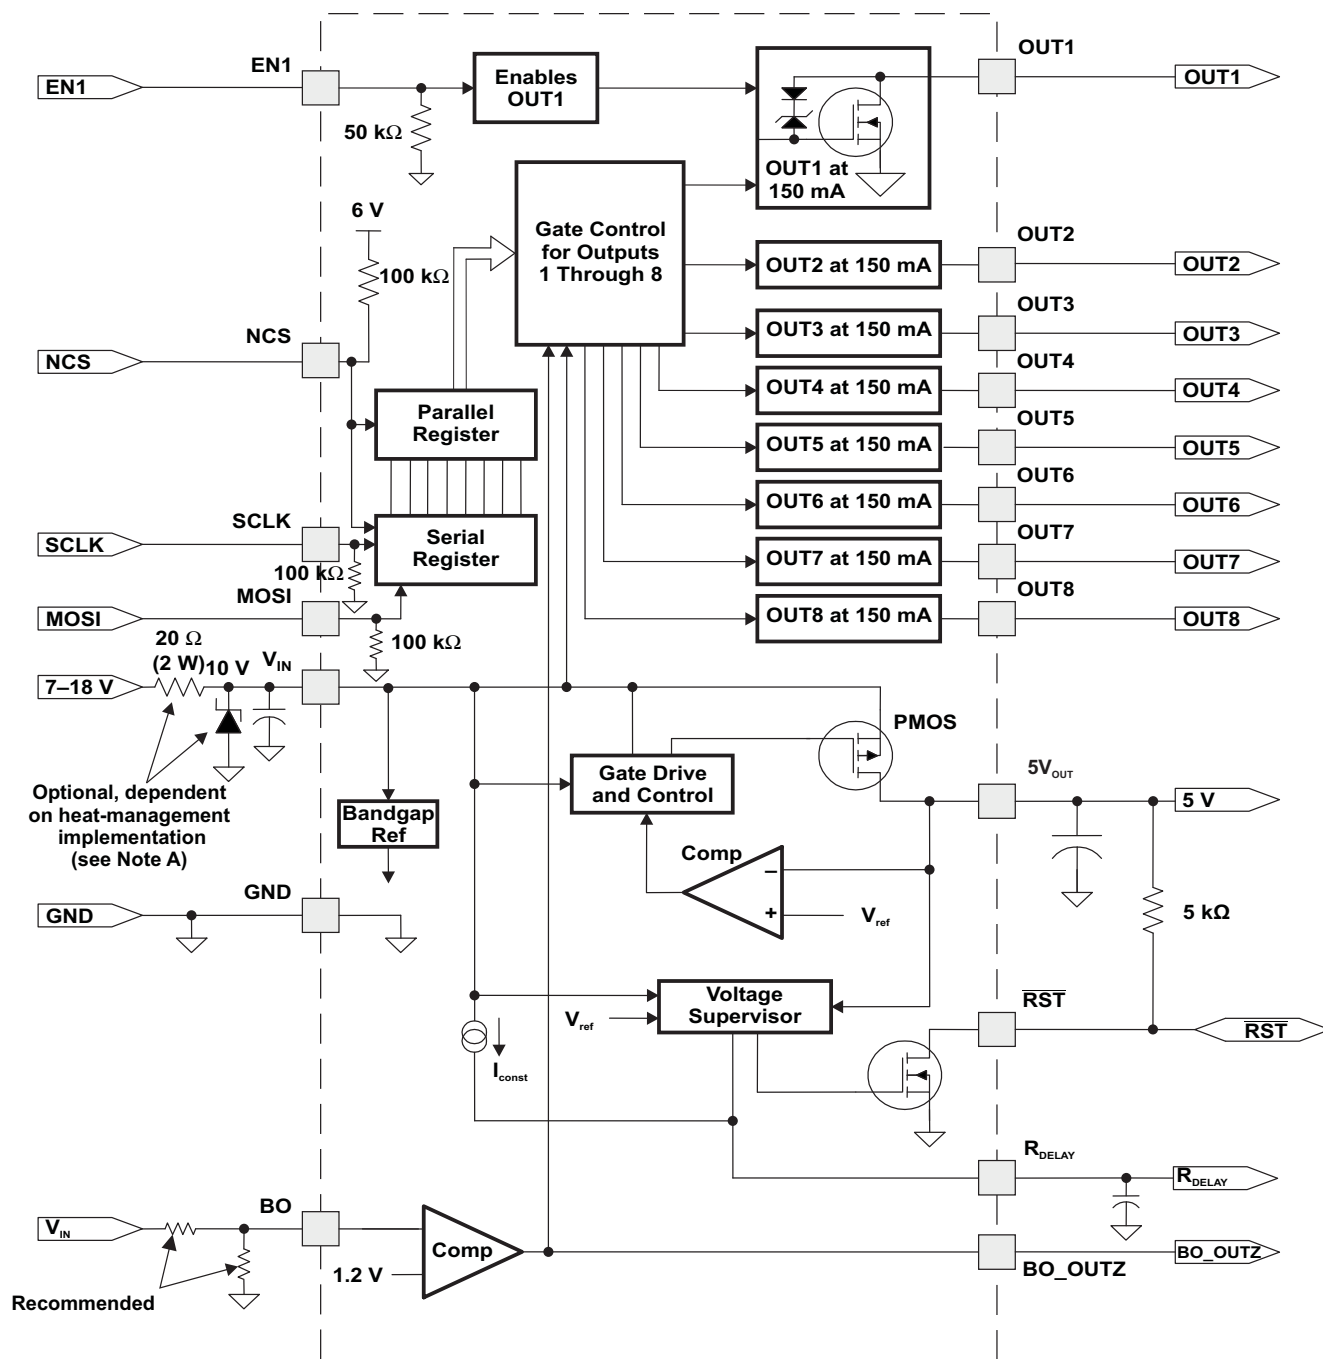 OUT1
EN1
EN1
Enables
OUT1
OUT1
50 kΩ
OUT1 at
150 mA
6 V
Gate Control
for Outputs
1 Through 8
100 kΩ
OUT2
OUT2 at 150 mA
OUT2
OUT3
NCS
OUT3 at 150 mA
OUT3
NCS
OUT4
OUT4 at 150 mA
OUT4
Parallel
Register
OUT5
OUT5 at 150 mA
OUT5
OUT6
OUT6 at 150 mA
OUT6
SCLK
SCLK
Serial
Register
OUT7
OUT7 at 150 mA
OUT7
100 kΩ
MOSI
OUT8
MOSI
OUT8 at 150 mA
OUT8
100 kΩ
20 Ω
(2 W)
10 V
VIN
7–18 V
PMOS
Optional, dependent
on heat-management
implementation
(see Note A)
Gate Drive
and Control
5VOUT
5 V
Bandgap
Ref
Comp
–
+
Vref
GND
GND
5 kΩ
Voltage
Supervisor
Vref
RST
RST
Iconst
RDELAY
RDELAY
BO
VIN
Comp
1.2 V
BO_OUTZ
BO_OUTZ
Recommended